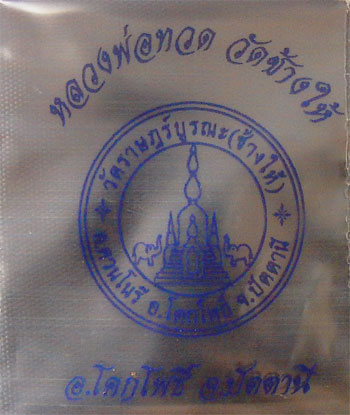 หลวงพ่อทวด วัดช้างให้
วัดราษฎร์บูรณะ(ช้างให้)
ต.ควนโนรี อ.โคกโพธิ์ จ.ปัตตานี
อ.โคกโพธิ์ จ.ปัตตานี